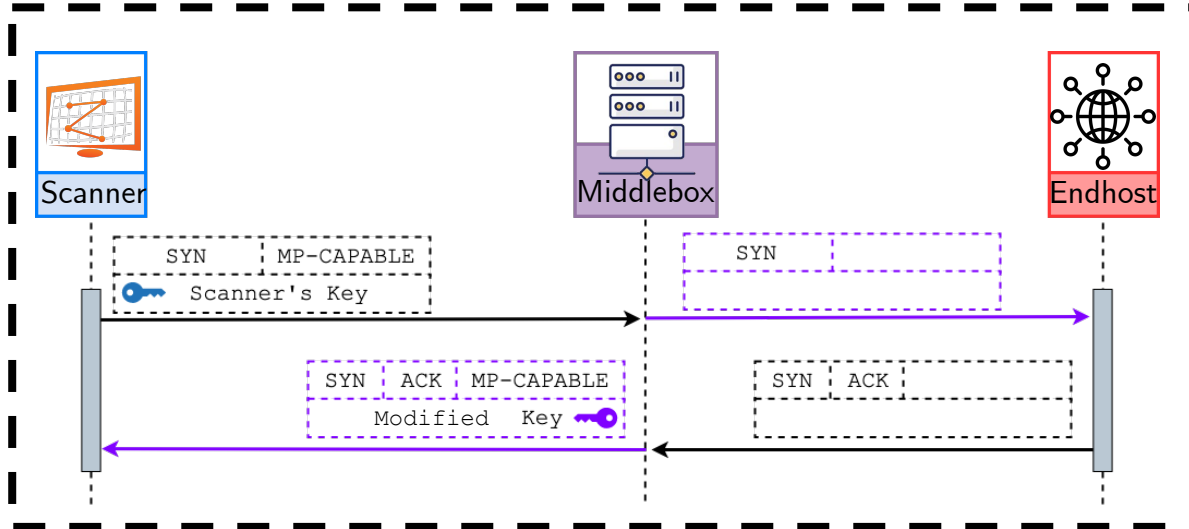 Scanner
Middlebox
Endhost
SYN MP-CAPABLE
Scanner's Key
SYN
SYN ACK MP-CAPABLE
Modified Key
SYN ACK